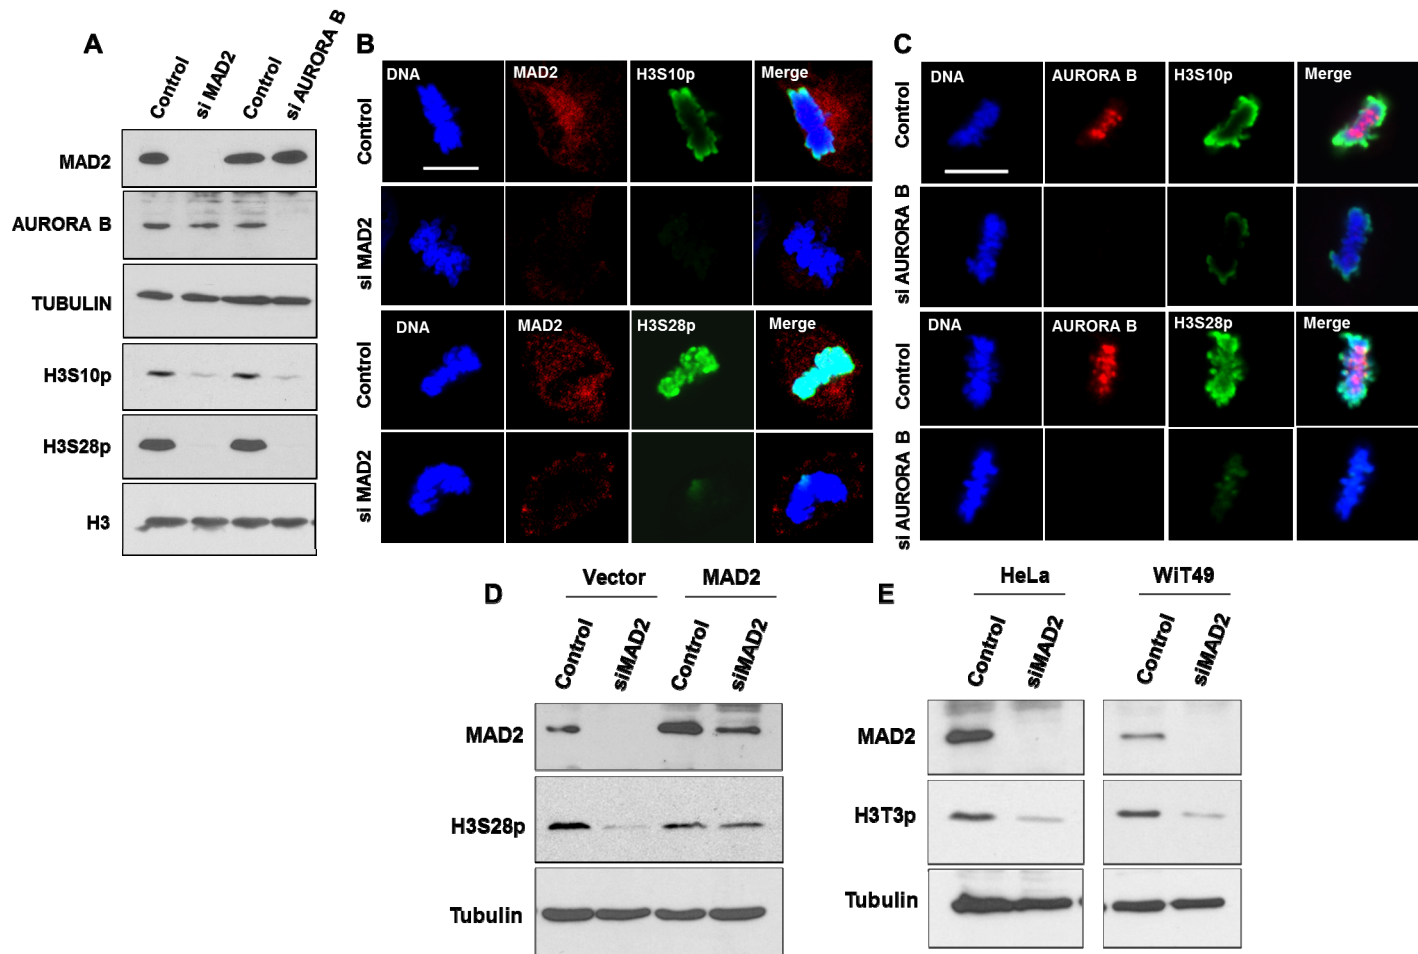 A
Control
si MAD2
Control
si AURORA B
MAD2
AURORA B
TUBULIN
H3S10p
H3S28p
H3
B
DNA
MAD2
H3S10p
Merge
Control
si MAD2
DNA
MAD2
H3S28p
Merge
Control
si MAD2
C
DNA
AURORA B
H3S10p
Merge
Control
si AURORA B
DNA
AURORA B
H3S28p
Merge
Control
si AURORA B
D
Vector
MAD2
Control
siMAD2
Control
siMAD2
MAD2
H3S28p
Tubulin
E
HeLa
WiT49
Control
siMAD2
Control
siMAD2
MAD2
H3T3p
Tubulin